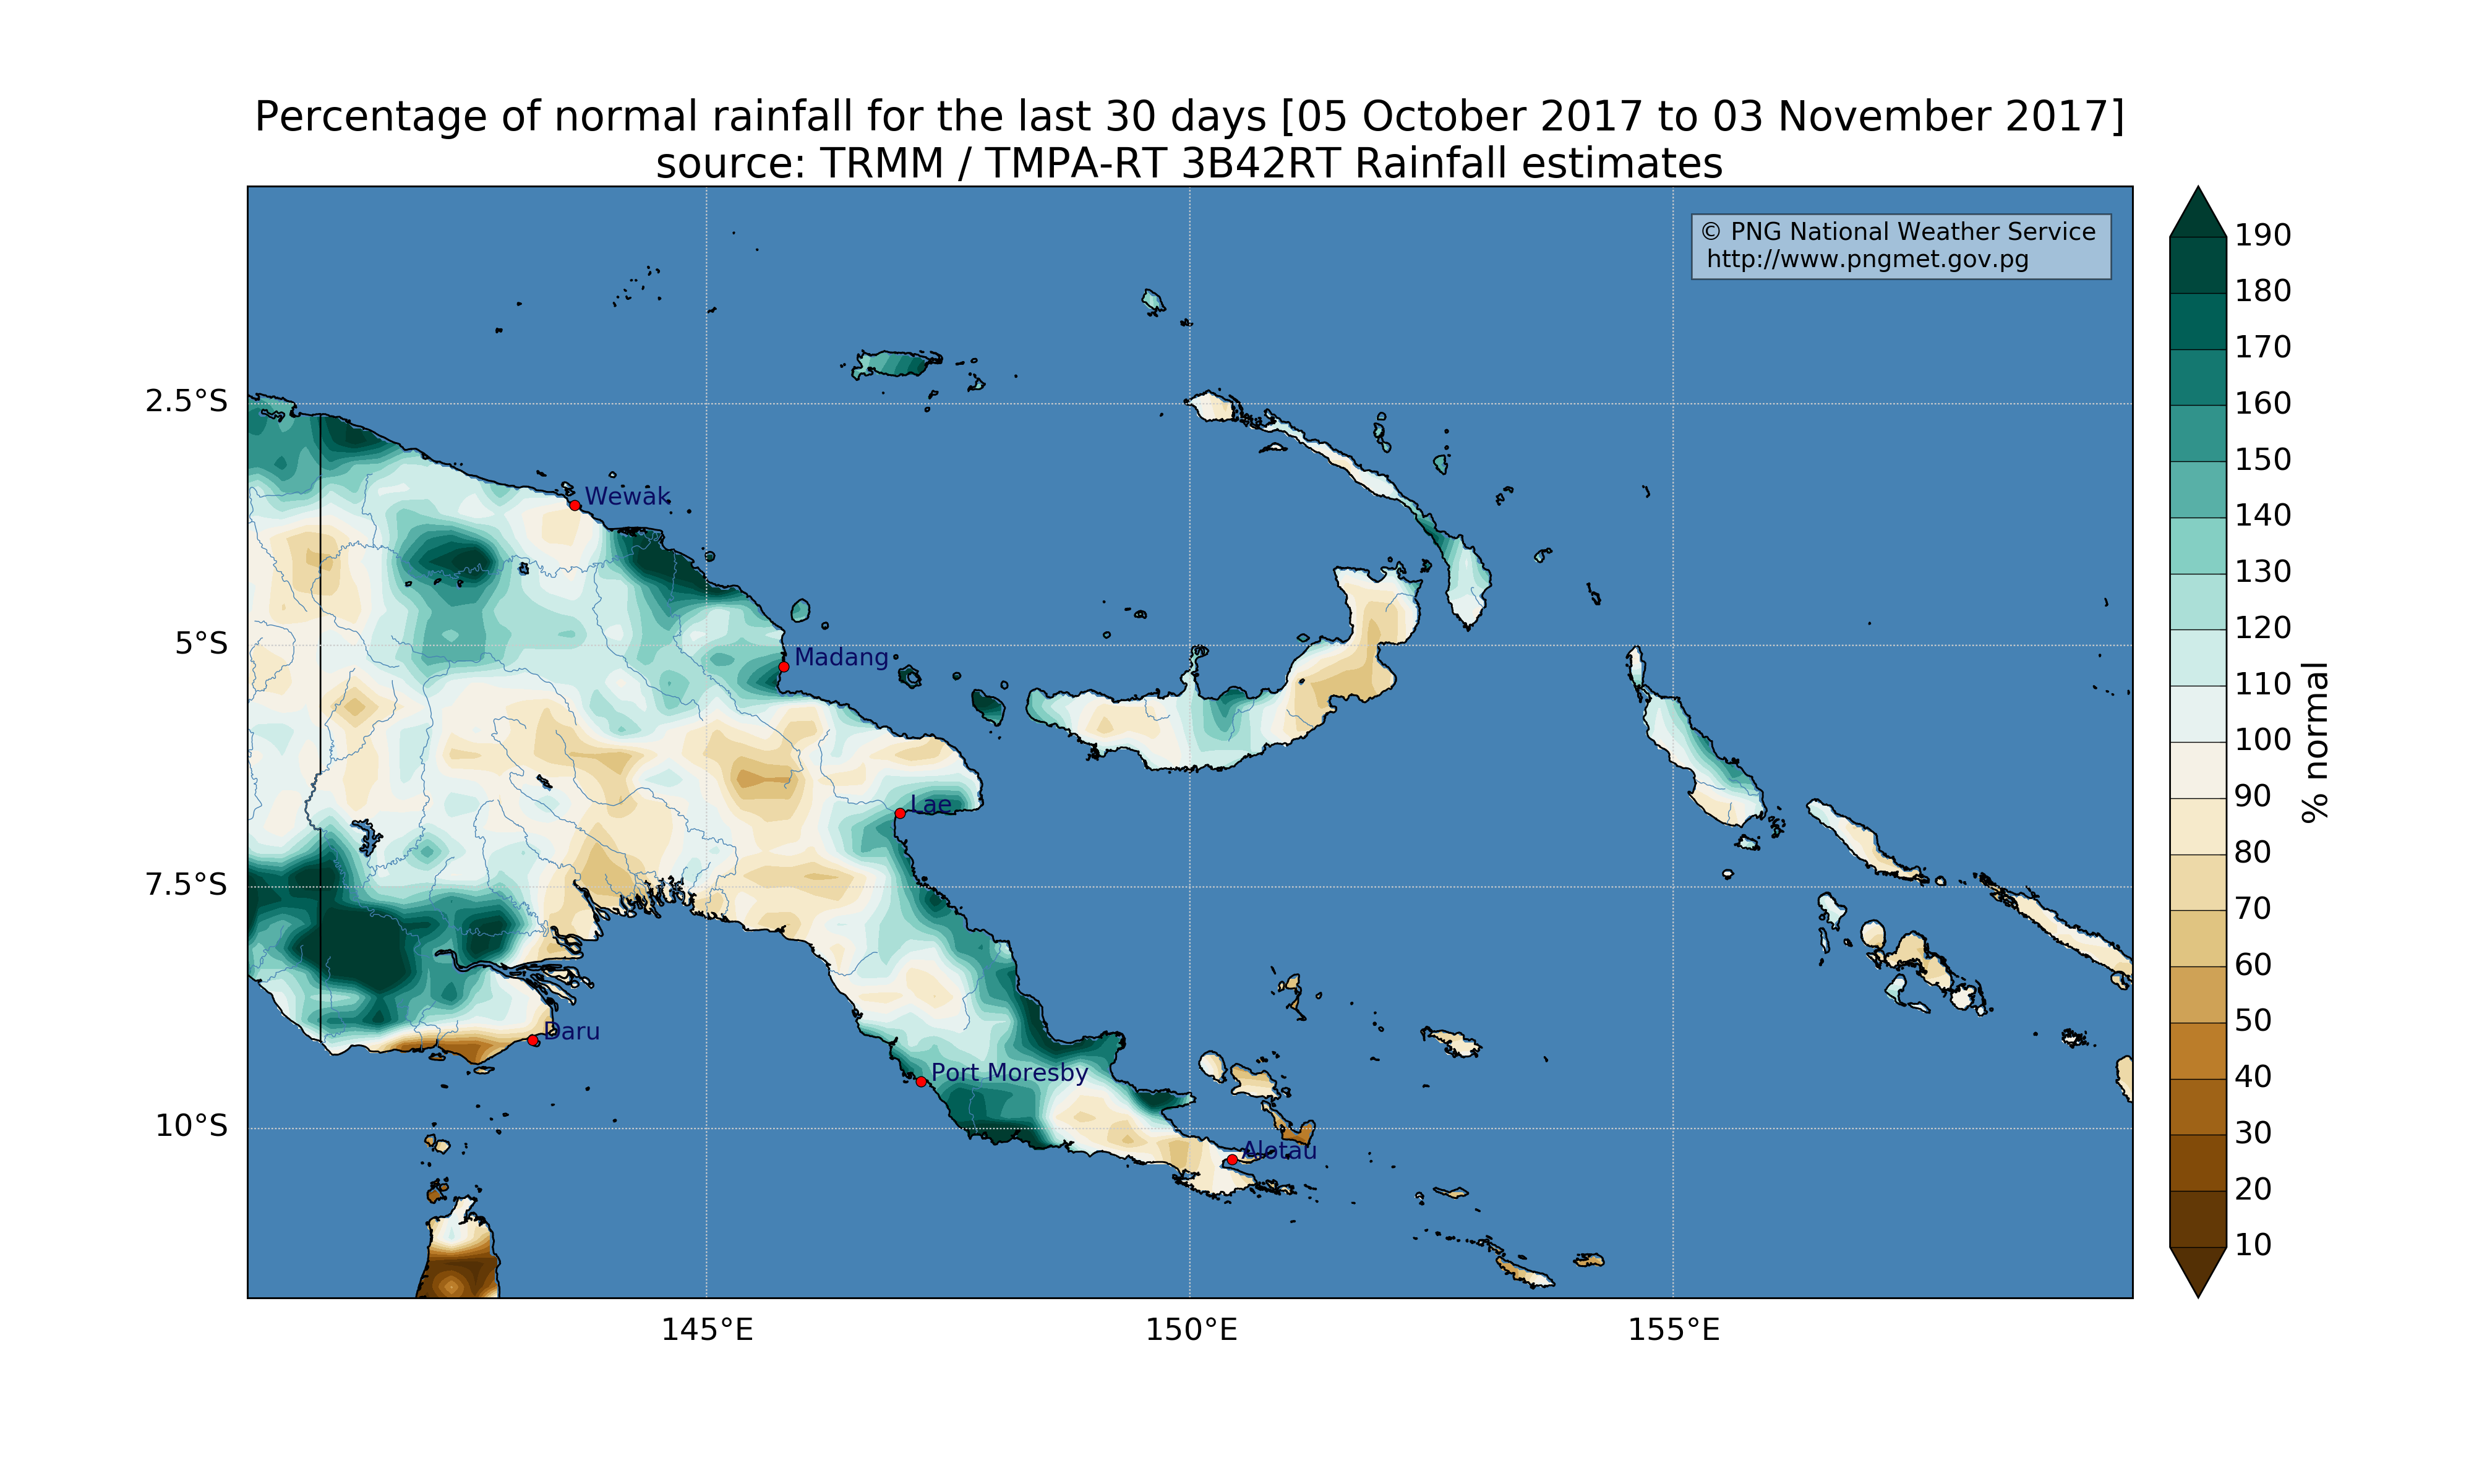 Percentage of normal rainfall for the last 30 days [05 October 2017 to 03 November 2017]
source: TRMM / TMPA-RT 3B42RT Rainfall estimates
© PNG National Weather Service
http://www.pngmet.gov.pg
2.5°S
5°S
7.5°S
10°S
Wewak
Madang
Lae
Daru
Port Moresby
Alotau
145°E
150°E
155°E
190
180
170
160
150
140
130
120
110
100
90
80
70
60
50
40
30
20
10
% normal